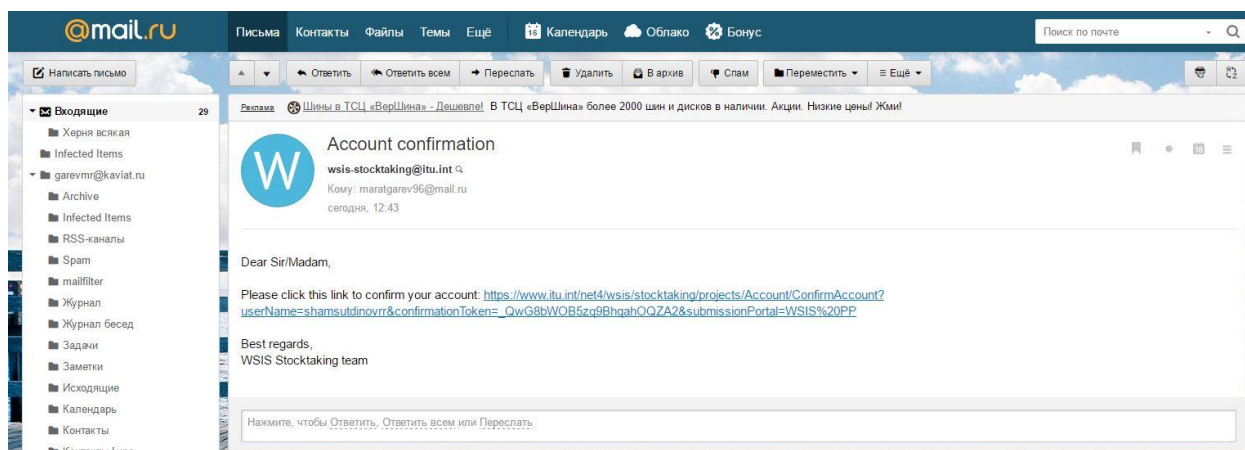 @mail.ru
Письма Контакты Файлы Темы Ещё 16 Календарь Облако Бонус
Поиск по почте
Написать письмо
Ответить Ответить всем Переслать Удалить В архив Спам Переместить Ещё
Входящие 29
Херня всякая
Infected Items
garevmr@kaviat.ru
Archive
Infected Items
RSS-каналы
Spam
mailfilter
Журнал
Журнал бесед
Задачи
Заметки
Исходящие
Календарь
Контакты
Реклама Шины в ТСЦ «ВерШина» - Дешевле! В ТСЦ «ВерШина» более 2000 шин и дисков в наличии. Акции. Низкие цены! Жми!
W
Account confirmation
wsis-stocktaking@itu.int
Кому: maratgarev96@mail.ru
сегодня, 12:43
16
Dear Sir/Madam,
Please click this link to confirm your account: https://www.itu.int/net4/wsis/stocktaking/projects/Account/ConfirmAccount?
userName=shamsutdinovrr&confirmationToken=_QwG8bWOB5zq9BhqahOQZA2&submissionPortal=WSIS%20PP
Best regards,
WSIS Stocktaking team
Нажмите, чтобы Ответить, Ответить всем или Переслать